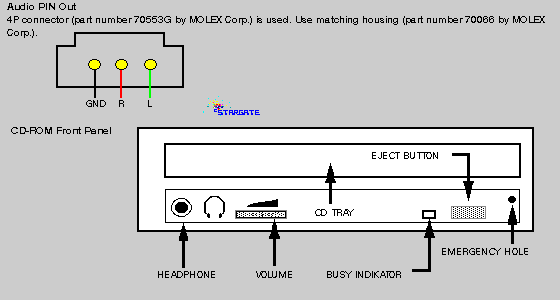 Audio PIN Out
4P connector (part number 70553G by MOLEX Corp.) is used. Use matching housing (part number 70066 by MOLEX
Corp.).
GND R L
STARGATE
CD-ROM Front Panel
EJECT BUTTON
CD TRAY
EMERGENCY HOLE
HEADPHONE VOLUME BUSY INDIKATOR